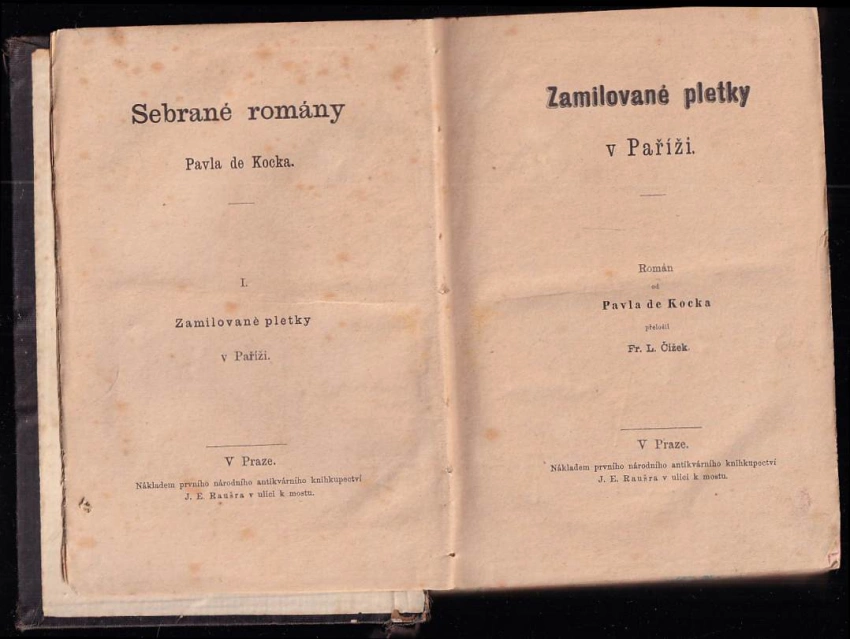 Sebrané romány
Pavla de Kocka.
I.
Zamilované pletky
v Paříži.
V Praze.
Nákladem prvního národního antikvárního knihkupectví
J. E. Raušra v ulici k mostu.
Zamilované pletky
v Paříži.
Román
od
Pavla de Kocka
přeložil
Fr. L. Čížek.
V Praze.
Nákladem prvního národního antikvárního knihkupectví
J. E. Raušra v ulici k mostu.